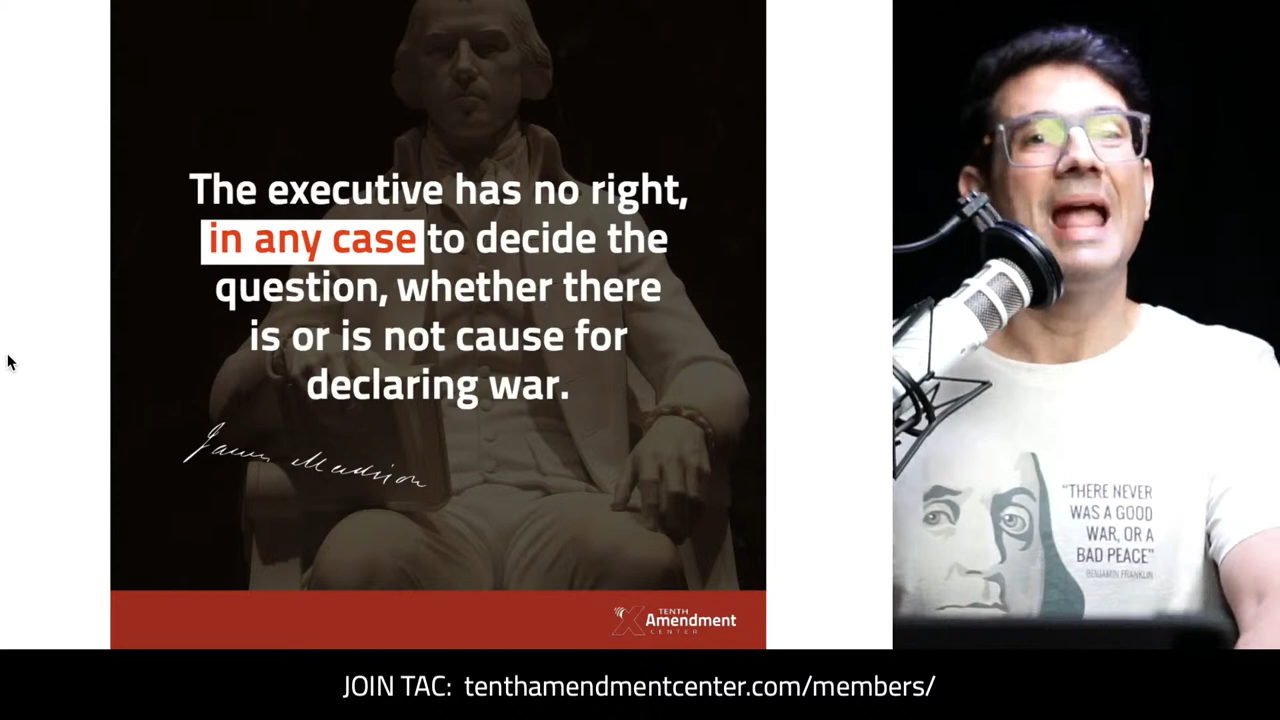 The executive has no right,
in any case to decide the
question, whether there
is or is not cause for
declaring war.
James Madison
TENTH
Amendment
CENTER
"THERE NEVER
WAS A GOOD
WAR, OR A
BAD PEACE"
BENJAMIN FRANKLIN
JOIN TAC: tenthamendmentcenter.com/members/